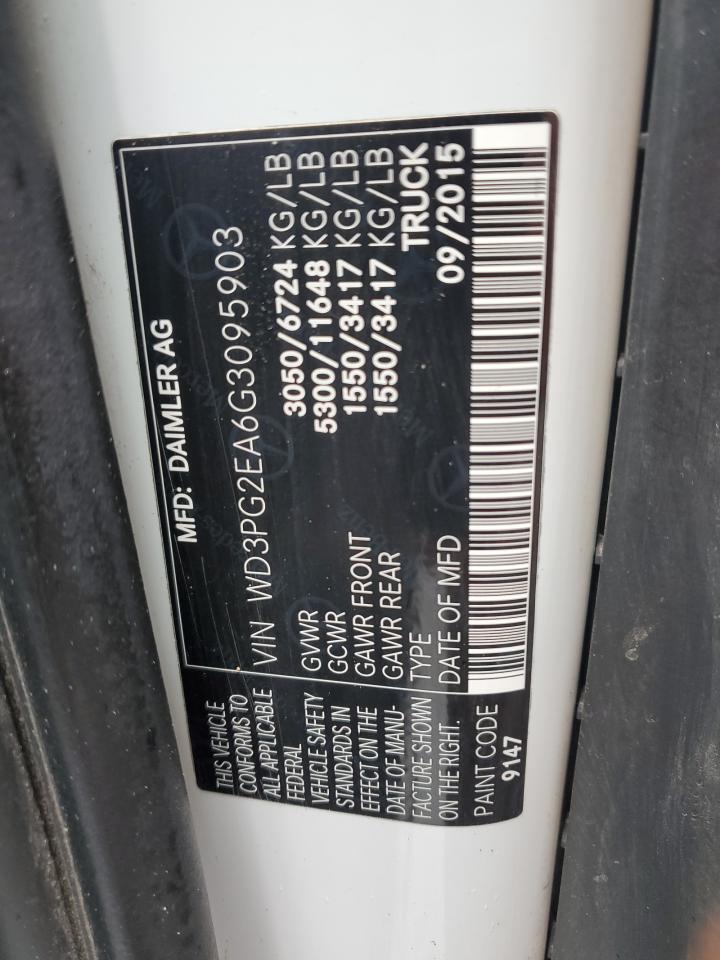 THIS VEHICLE
CONFORMS TO
ALL APPLICABLE
FEDERAL
VEHICLE SAFETY
STANDARDS IN
EFFECT ON THE
DATE OF MANU-
FACTURE SHOWN
ON THE RIGHT.
PAINT CODE
9147
MFD: DAIMLER AG
VIN WD3PG2EA6G3095903
GVWR 3050/6724 KG/LB
GCWR 5300/11648 KG/LB
GAWR FRONT 1550/3417 KG/LB
GAWR REAR 1550/3417 KG/LB
TYPE TRUCK
DATE OF MFD 09/2015